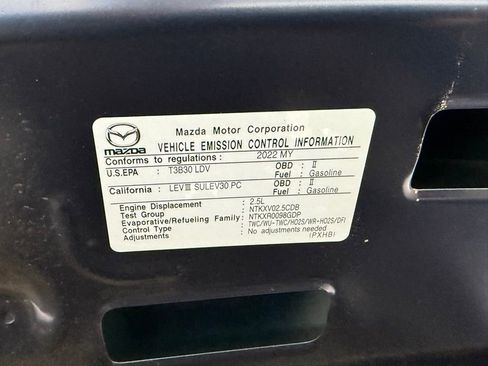 mazda
Mazda Motor Corporation
VEHICLE EMISSION CONTROL INFORMATION
Conforms to regulations : 2022 MY
U.S.EPA : T3B30 LDV OBD : II
Fuel : Gasoline
California : LEVⅢ SULEV30 PC OBD : II
Fuel : Gasoline
Engine Displacement : 2.5L
Test Group : NTKXV02.5CDB
Evaporative/Refueling Family : NTKXR0098GDP
Control Type : TWC/WU-TWC/HO2S/WR-HO2S/DFI
Adjustments : No adjustments needed
(PXHB)